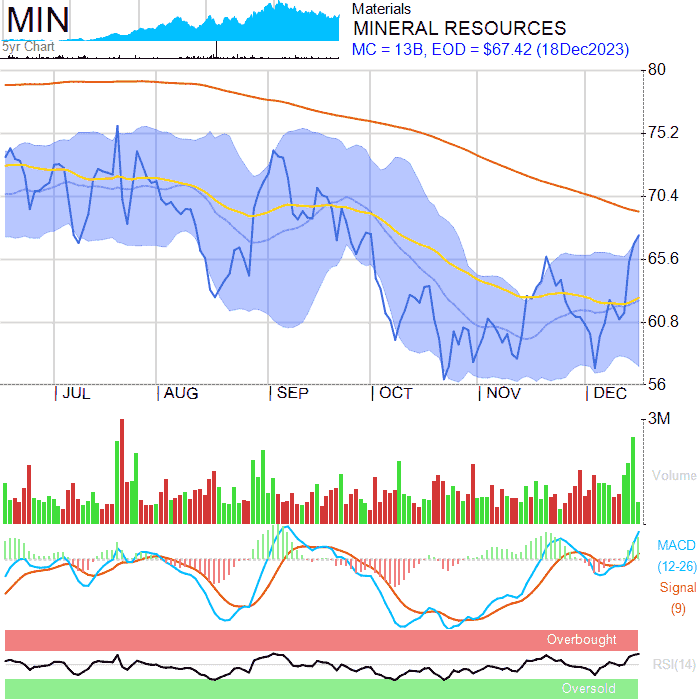 MIN
5yr Chart
Materials
MINERAL RESOURCES
MC = 13B, EOD = $67.42 (18Dec2023)
80
75.2
70.4
65.6
60.8
56
JUL AUG SEP OCT NOV DEC
3M
Volume
MACD
(12-26)
Signal
(9)
Overbought
RSI(14)
Oversold